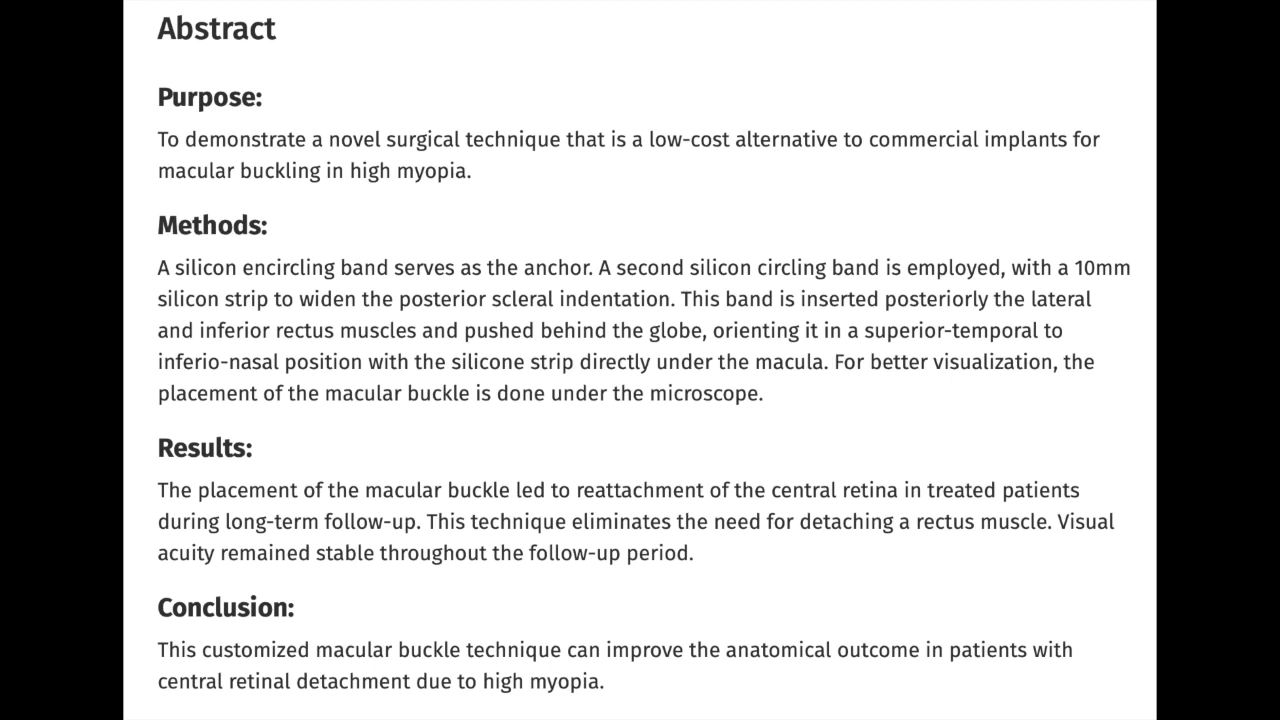 Abstract
Purpose:
To demonstrate a novel surgical technique that is a low-cost alternative to commercial implants for
macular buckling in high myopia.
Methods:
A silicon encircling band serves as the anchor. A second silicon circling band is employed, with a 10mm
silicon strip to widen the posterior scleral indentation. This band is inserted posteriorly the lateral
and inferior rectus muscles and pushed behind the globe, orienting it in a superior-temporal to
inferio-nasal position with the silicone strip directly under the macula. For better visualization, the
placement of the macular buckle is done under the microscope.
Results:
The placement of the macular buckle led to reattachment of the central retina in treated patients
during long-term follow-up. This technique eliminates the need for detaching a rectus muscle. Visual
acuity remained stable throughout the follow-up period.
Conclusion:
This customized macular buckle technique can improve the anatomical outcome in patients with
central retinal detachment due to high myopia.